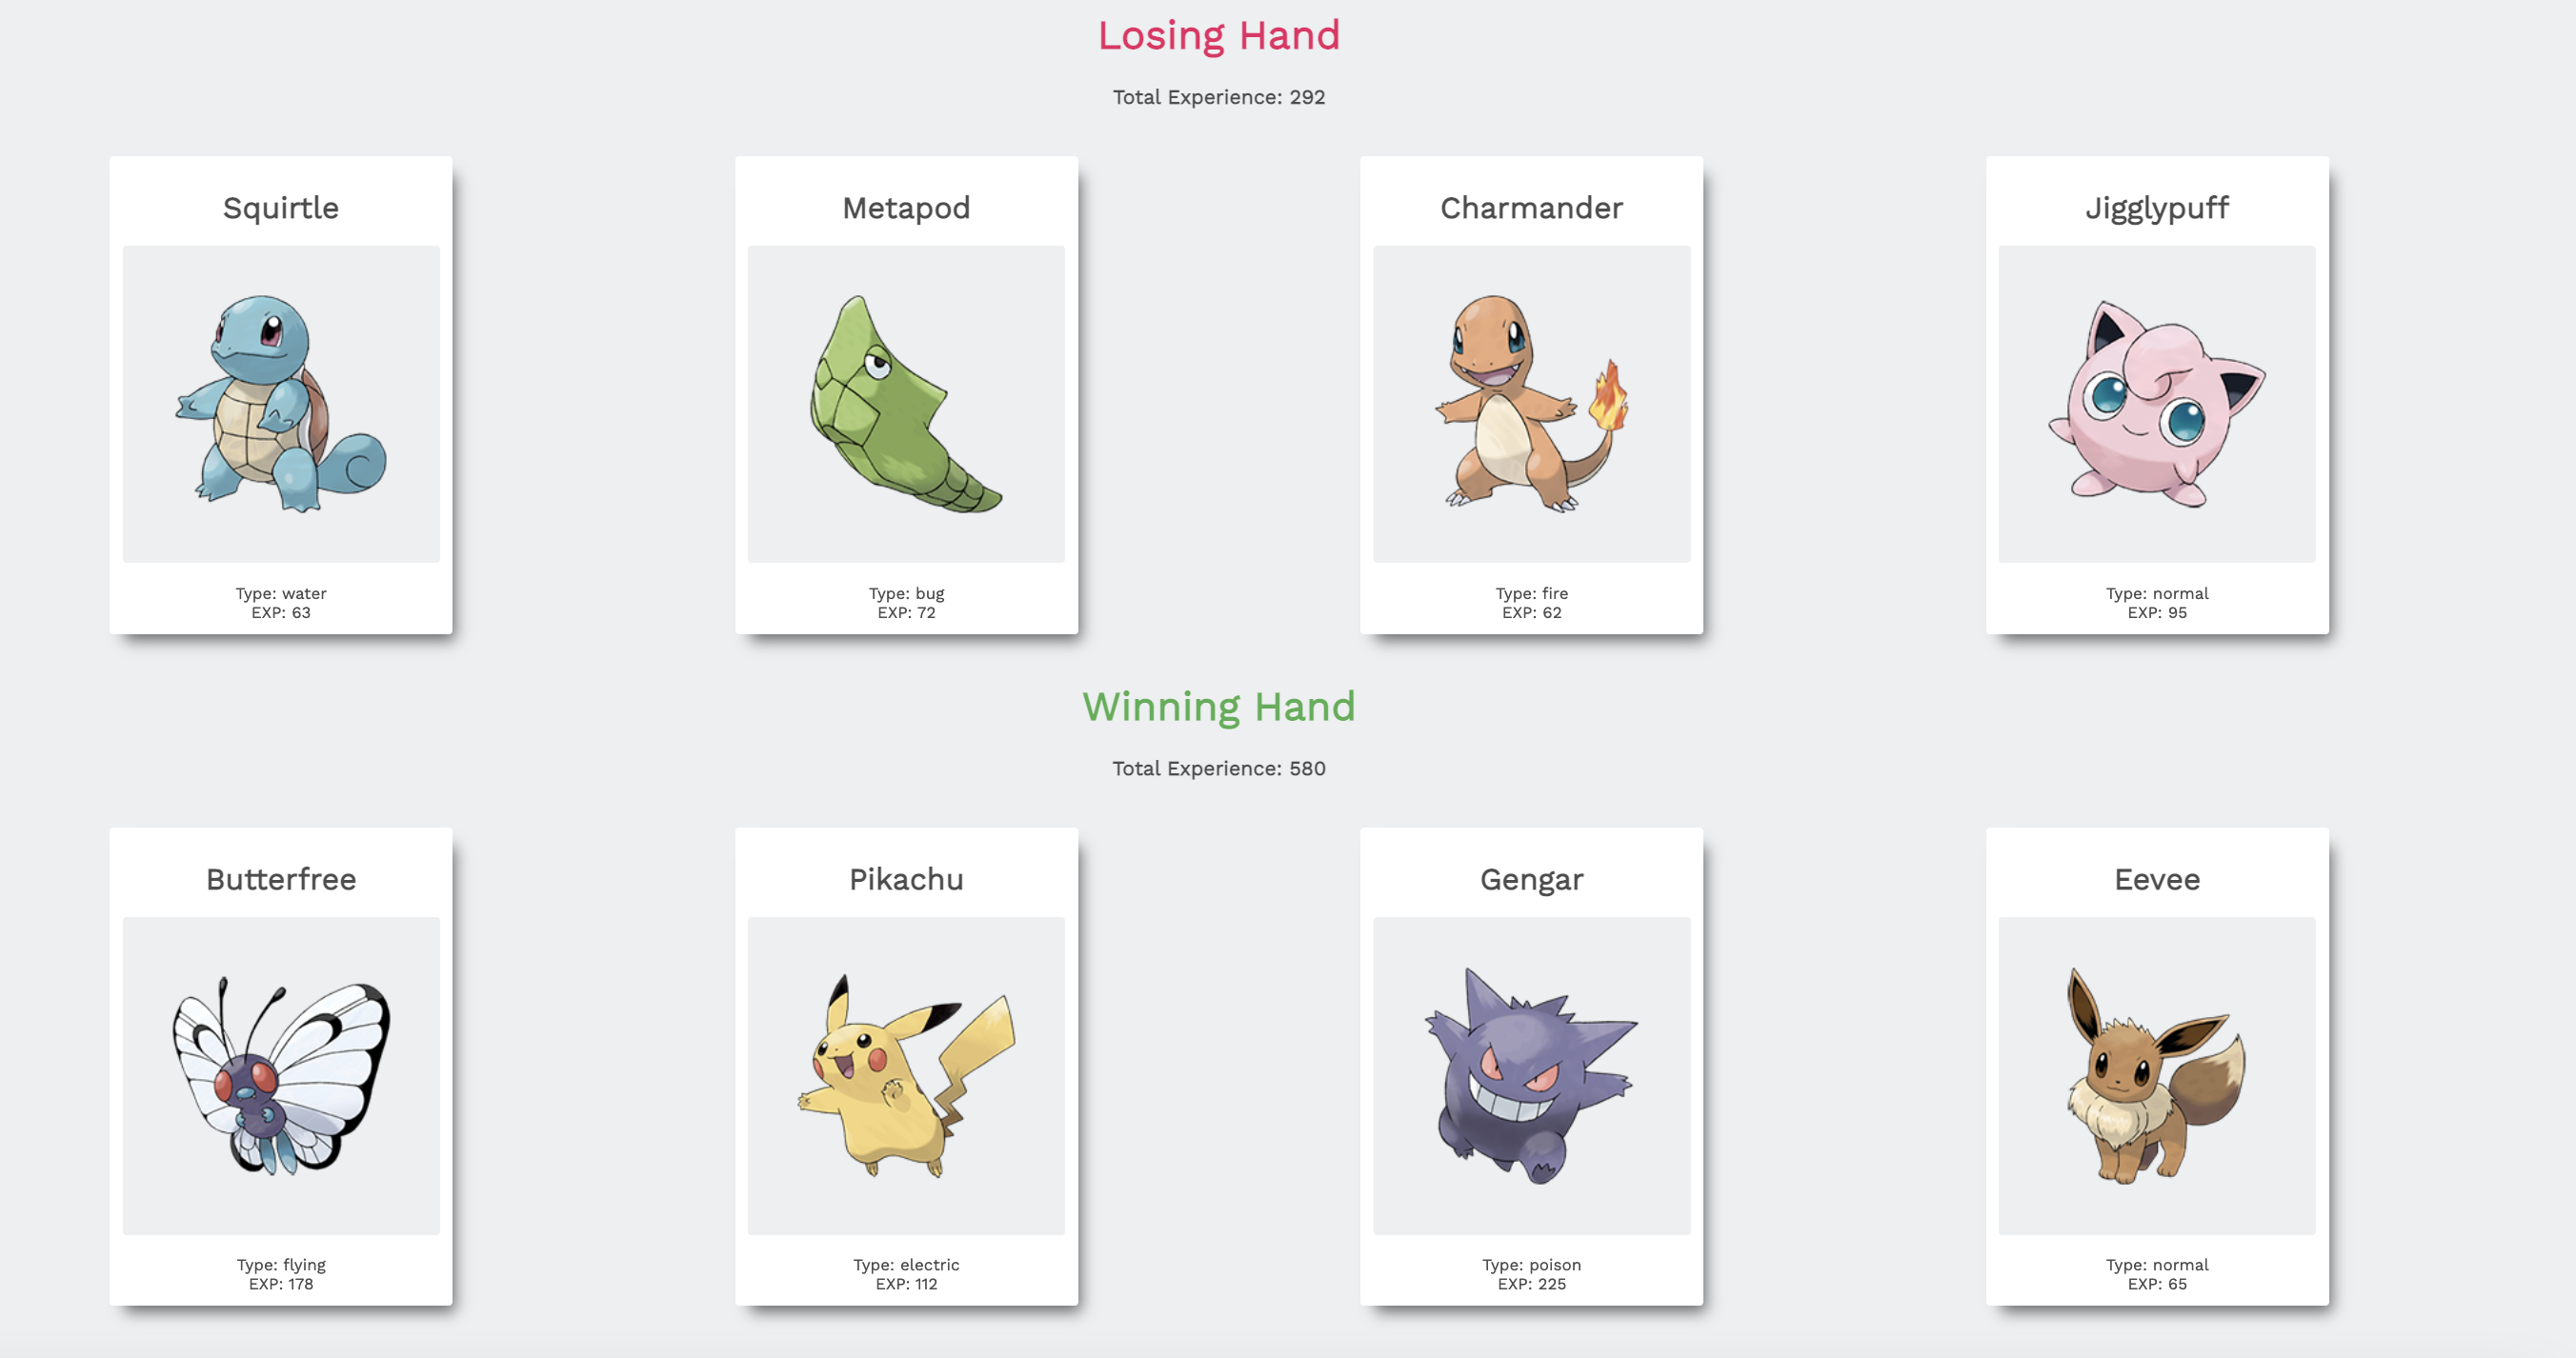 Losing Hand
Total Experience: 292
Squirtle
Metapod
Charmander
Jigglypuff
Type: water
EXP: 63
Type: bug
EXP: 72
Type: fire
EXP: 62
Type: normal
EXP: 95
Winning Hand
Total Experience: 580
Butterfree
Pikachu
Gengar
Eevee
Type: flying
EXP: 178
Type: electric
EXP: 112
Type: poison
EXP: 225
Type: normal
EXP: 65